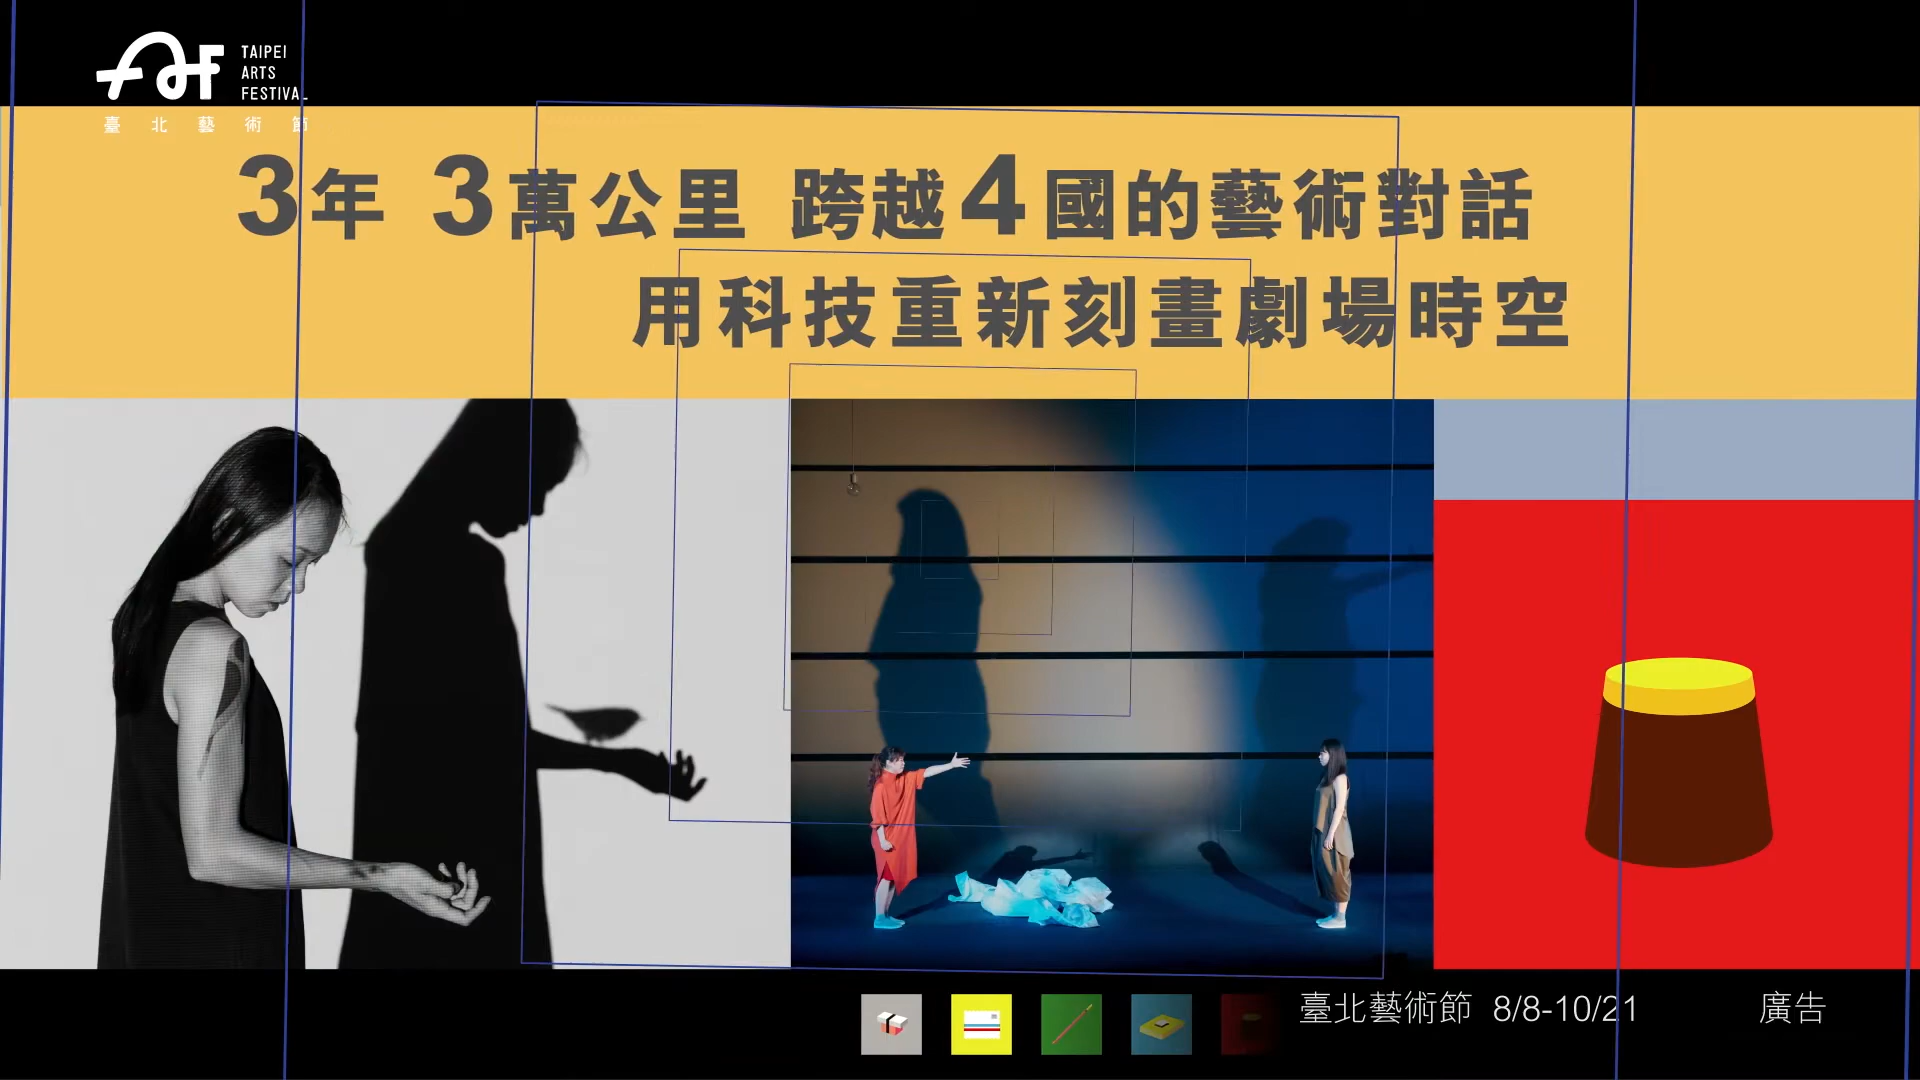 TAIPEI
ARTS
FESTIVAL
臺北藝術節
3年 3萬公里 跨越4國的藝術對話
用科技重新刻畫劇場時空
臺北藝術節 8/8-10/21 廣告